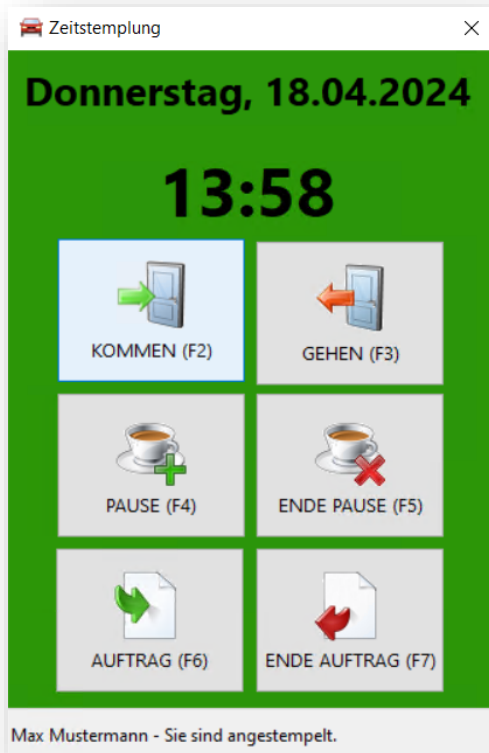 Zeitstemplung
Donnerstag, 18.04.2024
13:58
KOMMEN (F2)
GEHEN (F3)
PAUSE (F4)
ENDE PAUSE (F5)
AUFTRAG (F6)
ENDE AUFTRAG (F7)
Max Mustermann - Sie sind angestempelt.